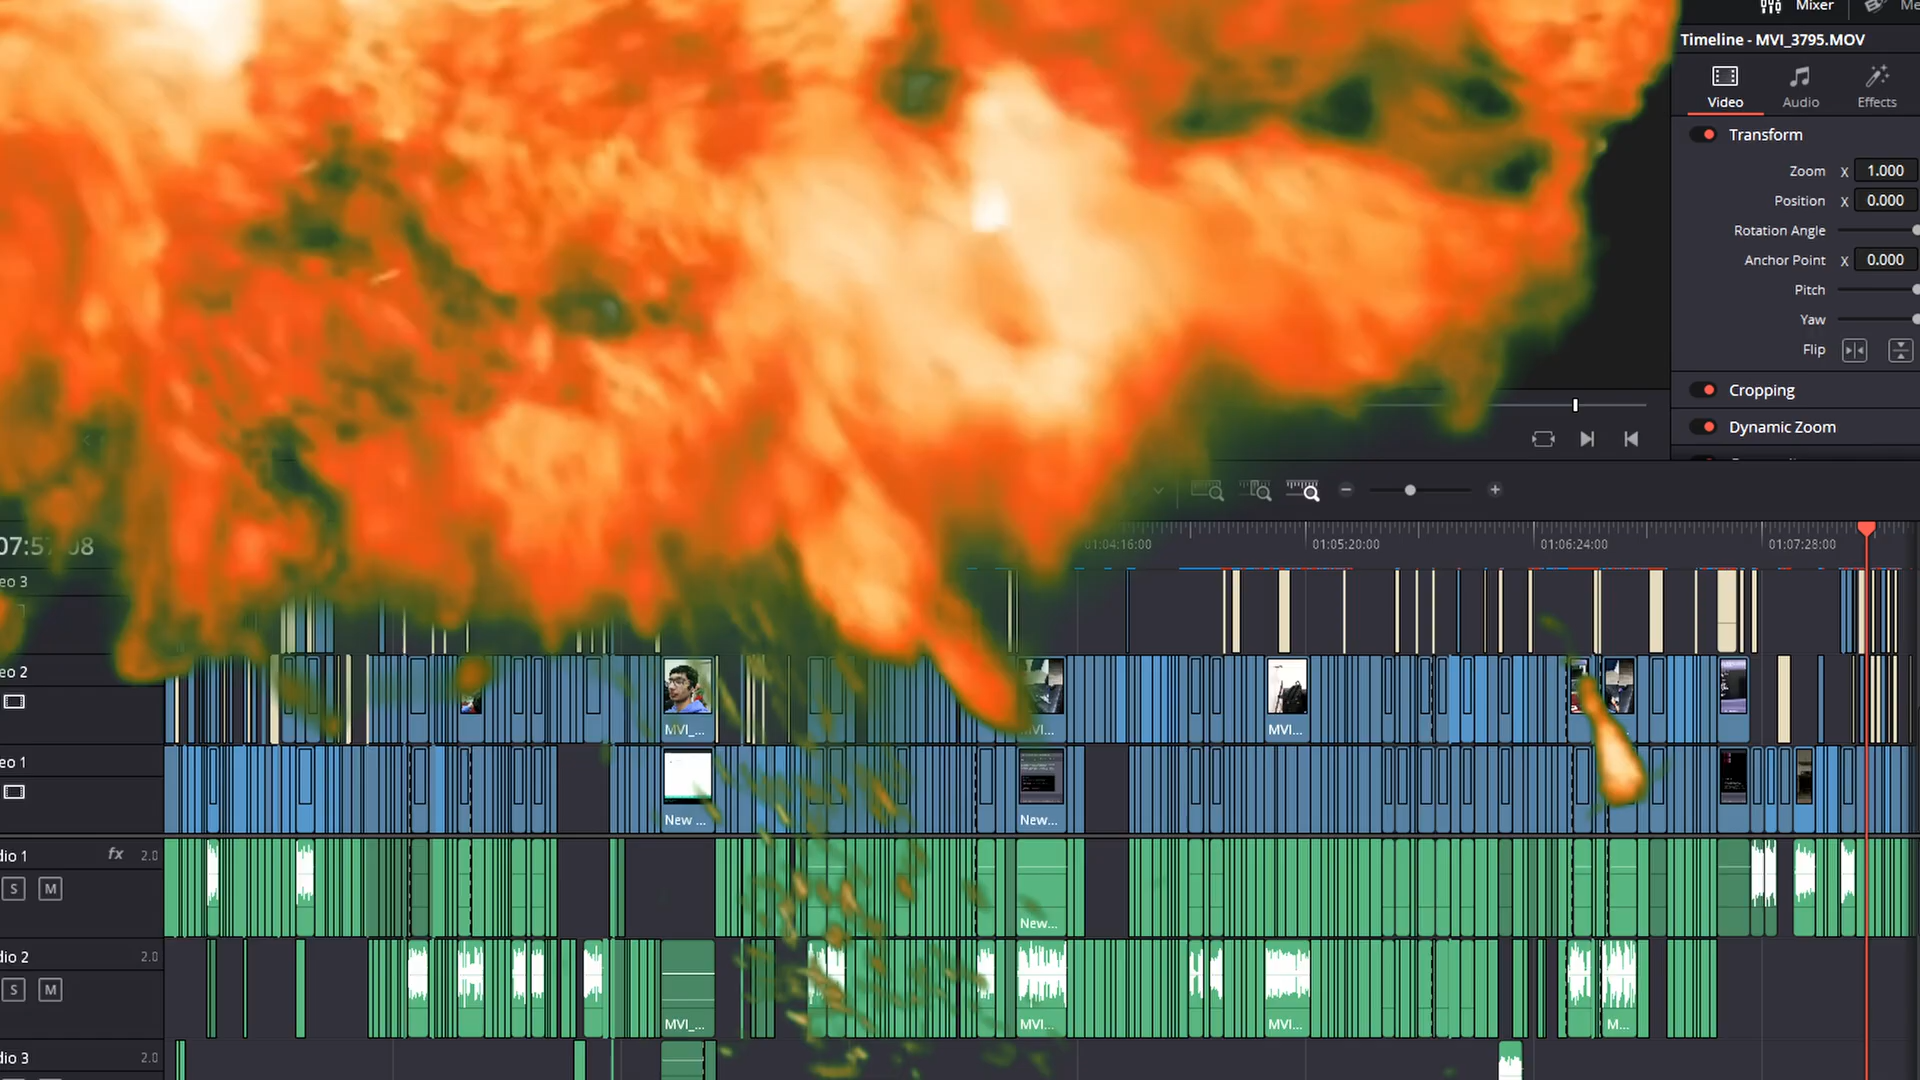 Mixer
Timeline - MVI_3795.MOV
Video Audio Effects
Transform
Zoom X 1.000
Position X 0.000
Rotation Angle
Anchor Point X 0.000
Pitch
Yaw
Flip
Cropping
Dynamic Zoom
01:04:16:00 01:05:20:00 01:06:24:00 01:07:28:00
eo 3
eo 2
MVI_...
MVI...
eo 1
New ...
New...
dio 1 fx 2.0
S M
New...
dio 2 2.0
S M
MVI_...
MVI...
MVI...
M...
dio 3 2.0